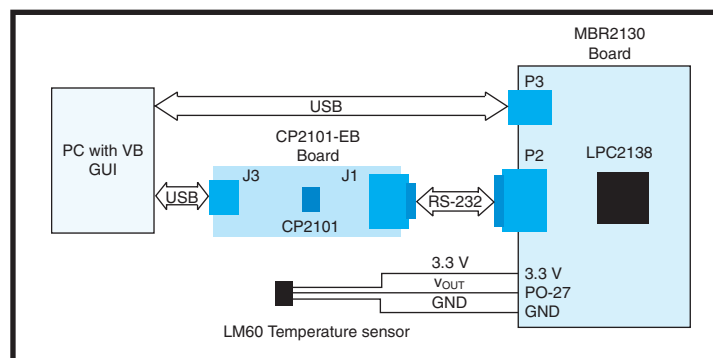 MBR2130
Board
P3
USB
CP2101-EB
Board
PC with VB
GUI
P2
LPC2138
J3
J1
USB
RS-232
CP2101
3.3 V
3.3 V
VOUT
PO-27
GND
GND
LM60 Temperature sensor